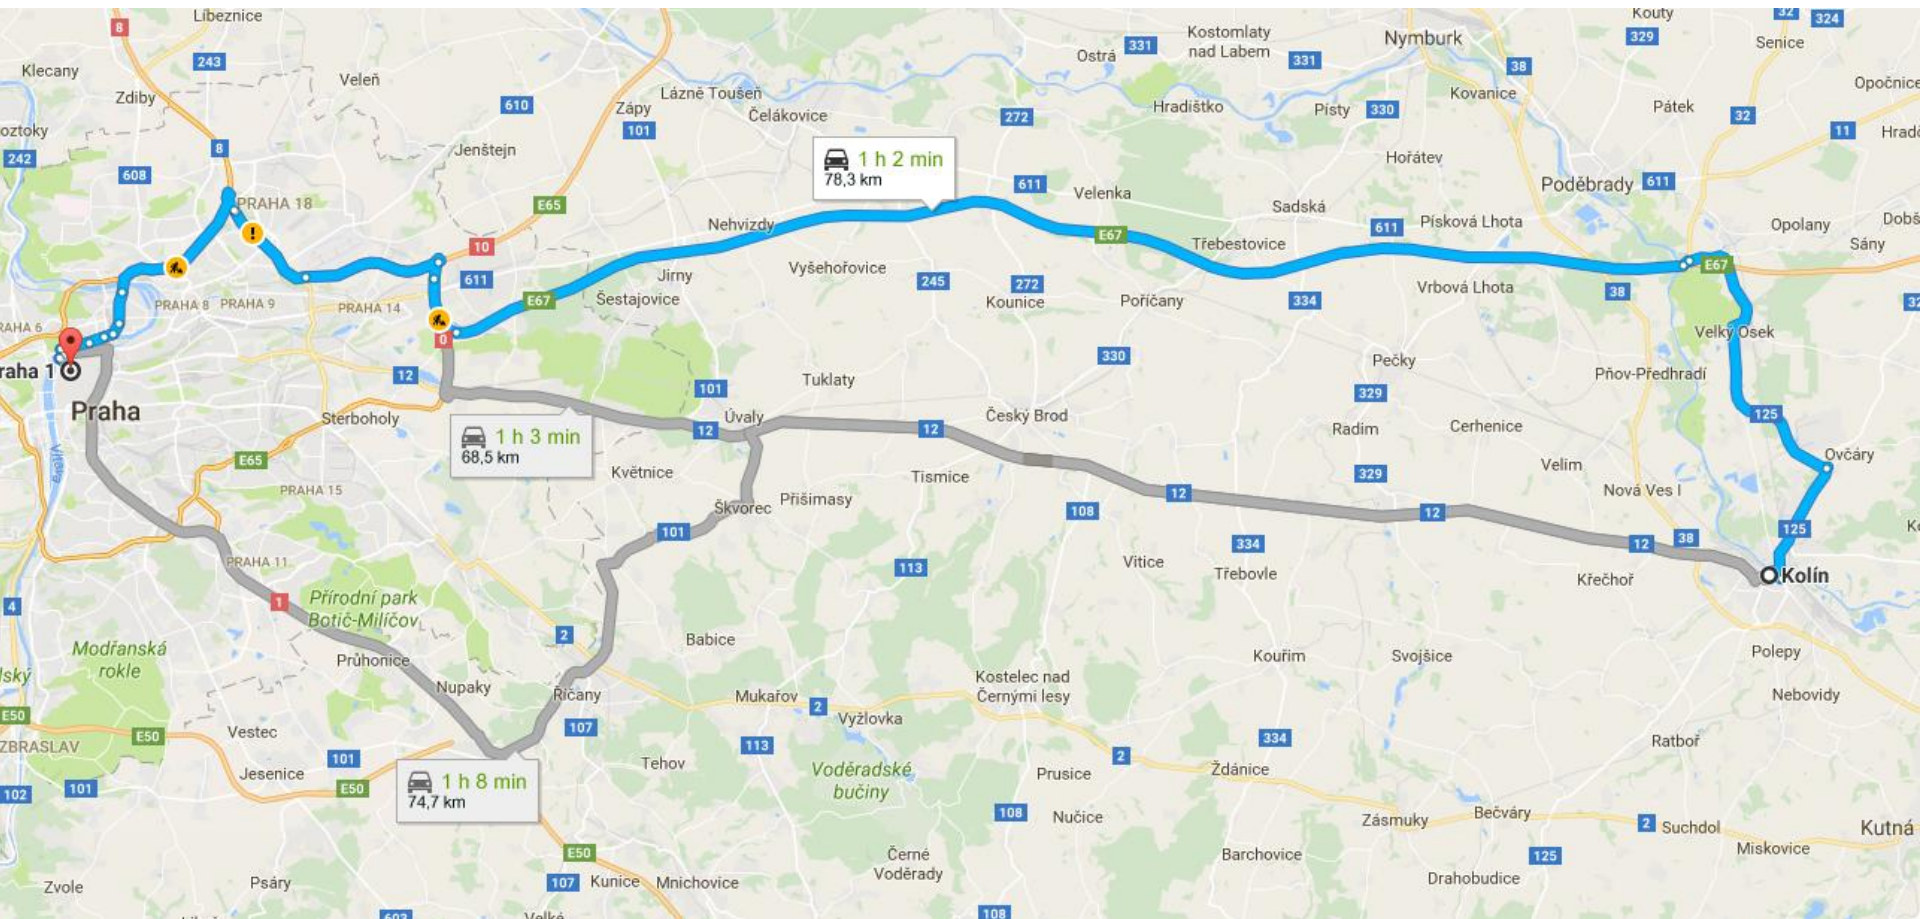 Líbeznice
8
243
Klecany
Zdiby
Veleň
610
Zápy
101
Lázně Toušeň
Čelákovice
Ostrá
331
Kostomlaty
nad Labem
331
Nymburk
38
Kouty
329
32
324
Senice
Opočnice
Kovanice
Pátek
32
11
Hradištko
Písty
330
272
oztoky
242
8
608
Jenštejn
1 h 2 min
78,3 km
Hořátev
Poděbrady
611
611
Velenka
PRAHA 18
E65
10
Nehvizdy
Sadská
611
Písková Lhota
Opolany
Sány
E67
Třebestovice
E67
611
Jirny
Vyšehořovice
245
272
Kounice
Poříčany
334
Vrbová Lhota
38
E67
Šestajovice
PRAHA 8
PRAHA 9
PRAHA 14
RAHA 6
0
Velký Osek
330
Pečky
Pňov-Předhradí
raha 1
Praha
12
101
Tuklaty
329
Sterboholy
Úvaly
12
12
Český Brod
Radim
Cerhenice
125
Ovčáry
1 h 3 min
68,5 km
E65
Vltava
PRAHA 15
Květnice
Tismice
329
Velim
Nová Ves I
Škvorec
Přišimasy
12
108
12
125
101
12
38
PRAHA 11
113
Vitice
334
Třebovle
Křečhoř
Kolín
1
Přírodní park
Botič-Milíčov
4
2
Modřanská
rokle
Babice
Průhonice
Kouřim
Svojšice
Polepy
Nupaky
Říčany
Mukařov
2
Kostelec nad
Černými lesy
Nebovidy
Vyžlovka
E50
ZBRASLAV
E50
Vestec
107
113
334
Ratboř
2
101
Jesenice
E50
1 h 8 min
74,7 km
Tehov
Voděradské
bučiny
Prusice
Ždánice
102
101
108
Nučice
Zásmuky
Bečváry
2
Suchdol
Kutná
Miskovice
E50
Černé
Voděrady
Barchovice
125
Zvole
Psáry
107
Kunice
Mnichovice
Drahobudice
603
Velké
108